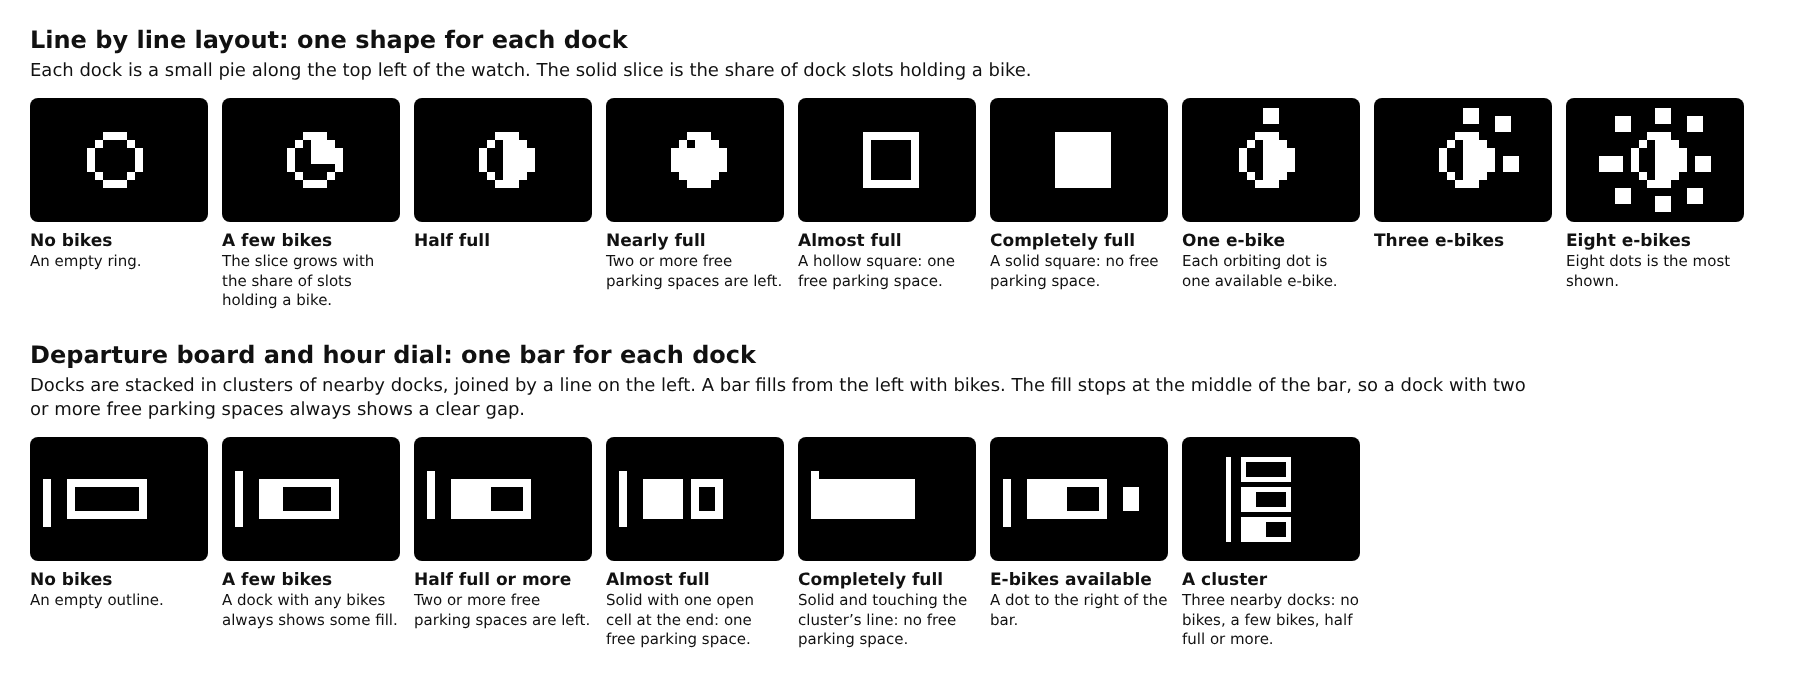 Line by line layout: one shape for each dock
Each dock is a small pie along the top left of the watch. The solid slice is the share of dock slots holding a bike.
No bikes
An empty ring.
A few bikes
The slice grows with
the share of slots
holding a bike.
Half full
Nearly full
Two or more free
parking spaces are left.
Almost full
A hollow square: one
free parking space.
Completely full
A solid square: no free
parking space.
One e-bike
Each orbiting dot is
one available e-bike.
Three e-bikes
Eight e-bikes
Eight dots is the most
shown.
Departure board and hour dial: one bar for each dock
Docks are stacked in clusters of nearby docks, joined by a line on the left. A bar fills from the left with bikes. The fill stops at the middle of the bar, so a dock with two
or more free parking spaces always shows a clear gap.
No bikes
An empty outline.
A few bikes
A dock with any bikes
always shows some fill.
Half full or more
Two or more free
parking spaces are left.
Almost full
Solid with one open
cell at the end: one
free parking space.
Completely full
Solid and touching the
cluster’s line: no free
parking space.
E-bikes available
A dot to the right of the
bar.
A cluster
Three nearby docks: no
bikes, a few bikes, half
full or more.